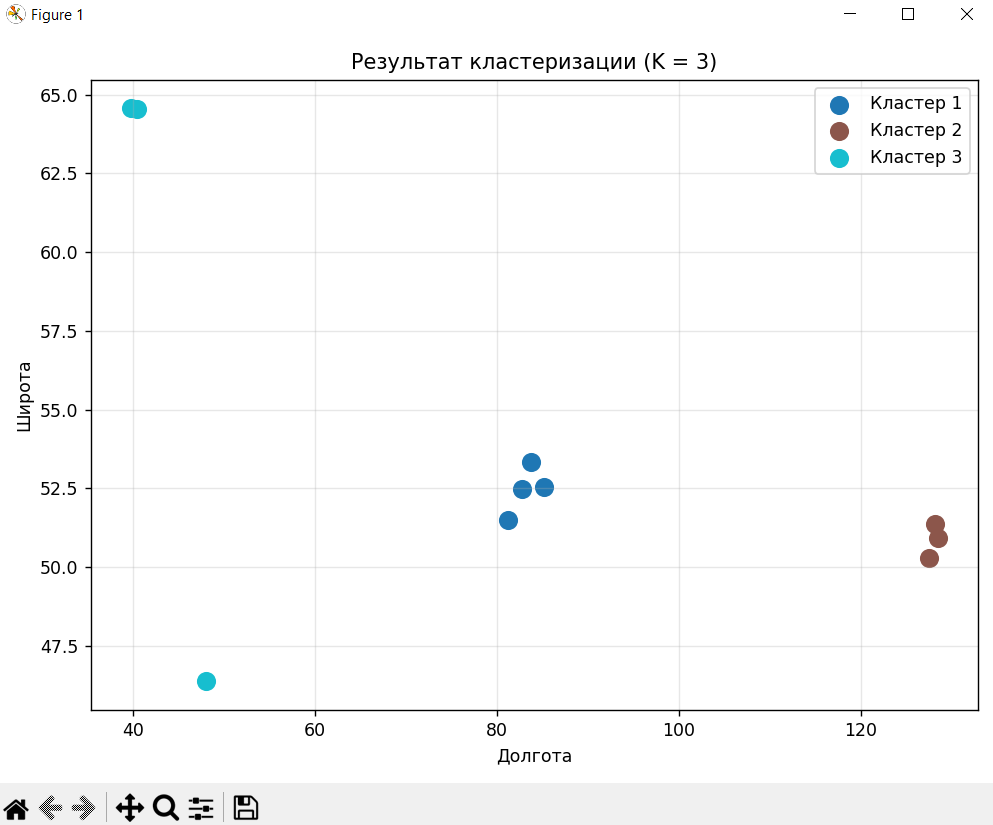 Figure 1
Результат кластеризации (K = 3)
Кластер 1
Кластер 2
Кластер 3
65.0
62.5
60.0
57.5
55.0
52.5
50.0
47.5
Широта
40
60
80
100
120
Долгота